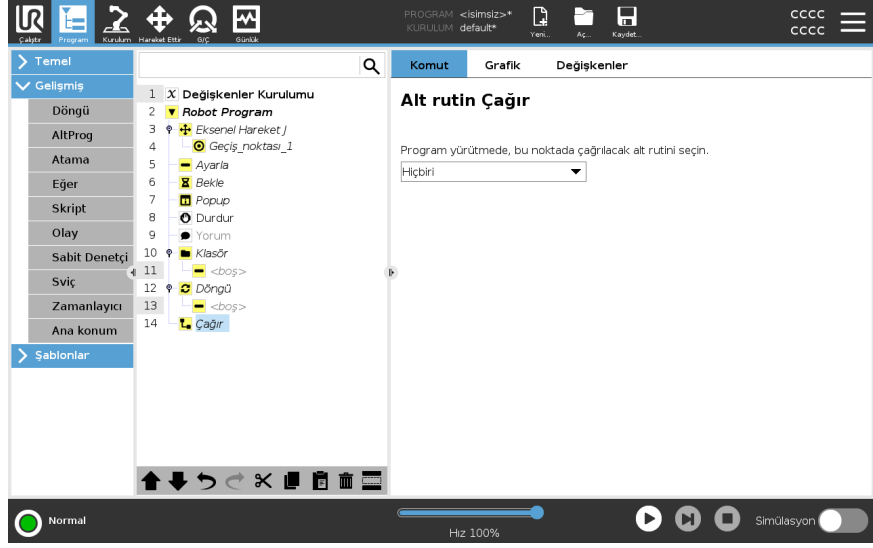 PROGRAM <isimsiz>*
KURULUM default*
Çalıştır Program Kurulum Hareket Ettir G/Ç Günlük Yeni... Aç... Kaydet...
CCCC
CCCC
Temel
Gelişmiş
Döngü
AltProg
Atama
Eğer
Skript
Olay
Sabit Denetçi
Sviç
Zamanlayıcı
Ana konum
Şablonlar
1 X Değişkenler Kurulumu
2 Robot Program
3 Eksenel Hareket J
4 Geçiş_noktası_1
5 Ayarla
6 Bekle
7 Popup
8 Durdur
9 Yorum
10 Klasör
11 <boş>
12 Döngü
13 <boş>
14 Çağır
Komut Grafik Değişkenler
Alt rutin Çağır
Program yürütmede, bu noktada çağrılacak alt rutini seçin.
Hiçbiri
Normal
Hız 100%
Simülasyon